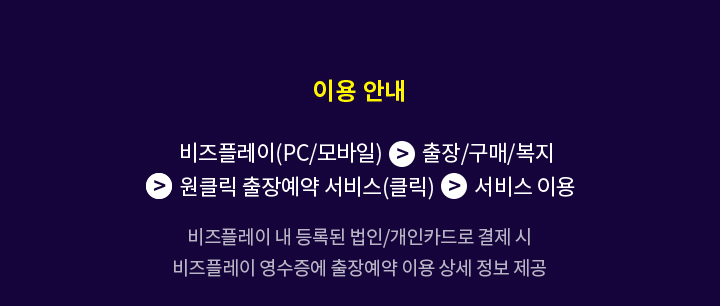 이용 안내
비즈플레이(PC/모바일) > 출장/구매/복지
> 원클릭 출장예약 서비스(클릭) > 서비스 이용
비즈플레이 내 등록된 법인/개인카드로 결제 시
비즈플레이 영수증에 출장예약 이용 상세 정보 제공